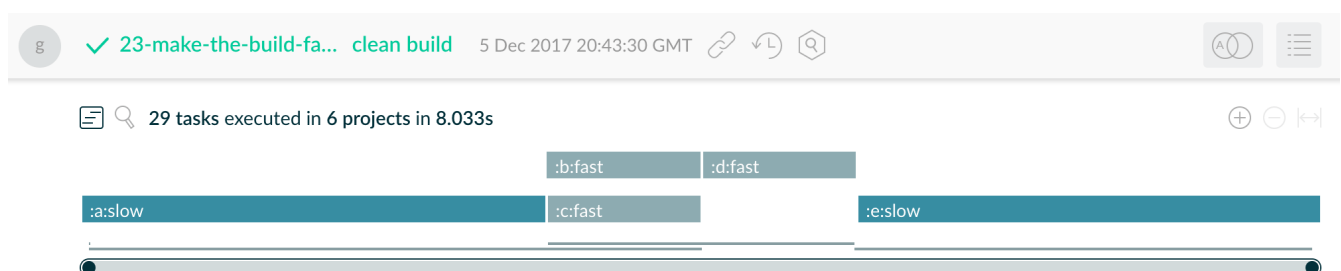 g 23-make-the-build-fa... clean build 5 Dec 2017 20:43:30 GMT A
29 tasks executed in 6 projects in 8.033s
:b:fast :d:fast
:a:slow :c:fast :e:slow